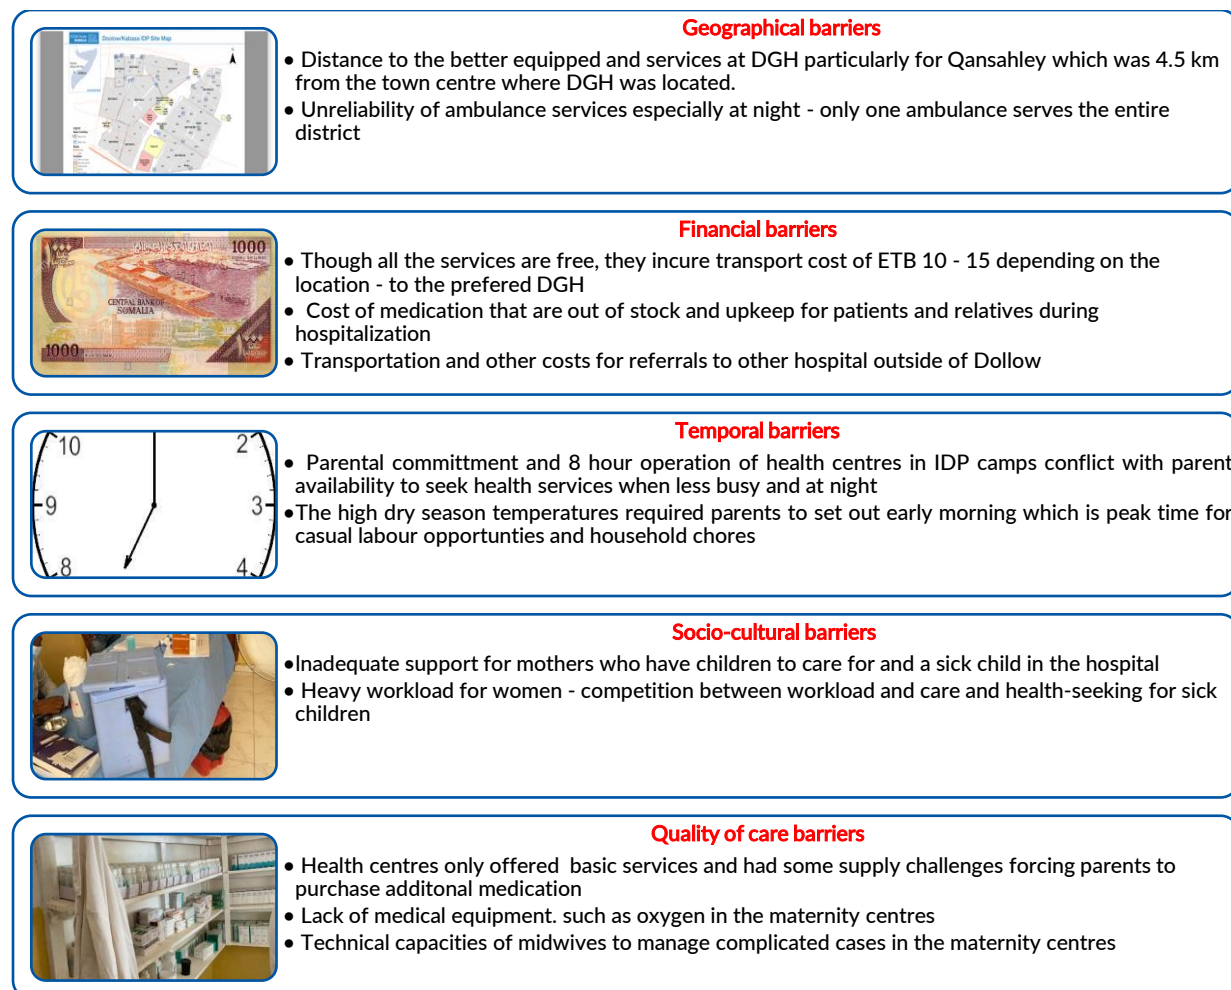 Geographical barriers
Doolow/Kabasa IDP Site Map
• Distance to the better equipped and services at DGH particularly for Qansahley which was 4.5 km
from the town centre where DGH was located.
• Unreliability of ambulance services especially at night - only one ambulance serves the entire
district
Financial barriers
1000
CENTRAL BANK OF
SOMALIA
1000
• Though all the services are free, they incure transport cost of ETB 10 - 15 depending on the
location - to the prefered DGH
• Cost of medication that are out of stock and upkeep for patients and relatives during
hospitalization
• Transportation and other costs for referrals to other hospital outside of Dollow
Temporal barriers
10
2
9
3
8
4
• Parental committment and 8 hour operation of health centres in IDP camps conflict with parent
availability to seek health services when less busy and at night
•The high dry season temperatures required parents to set out early morning which is peak time for
casual labour opportunties and household chores
Socio-cultural barriers
•Inadequate support for mothers who have children to care for and a sick child in the hospital
• Heavy workload for women - competition between workload and care and health-seeking for sick
children
Quality of care barriers
• Health centres only offered basic services and had some supply challenges forcing parents to
purchase additonal medication
• Lack of medical equipment. such as oxygen in the maternity centres
• Technical capacities of midwives to manage complicated cases in the maternity centres